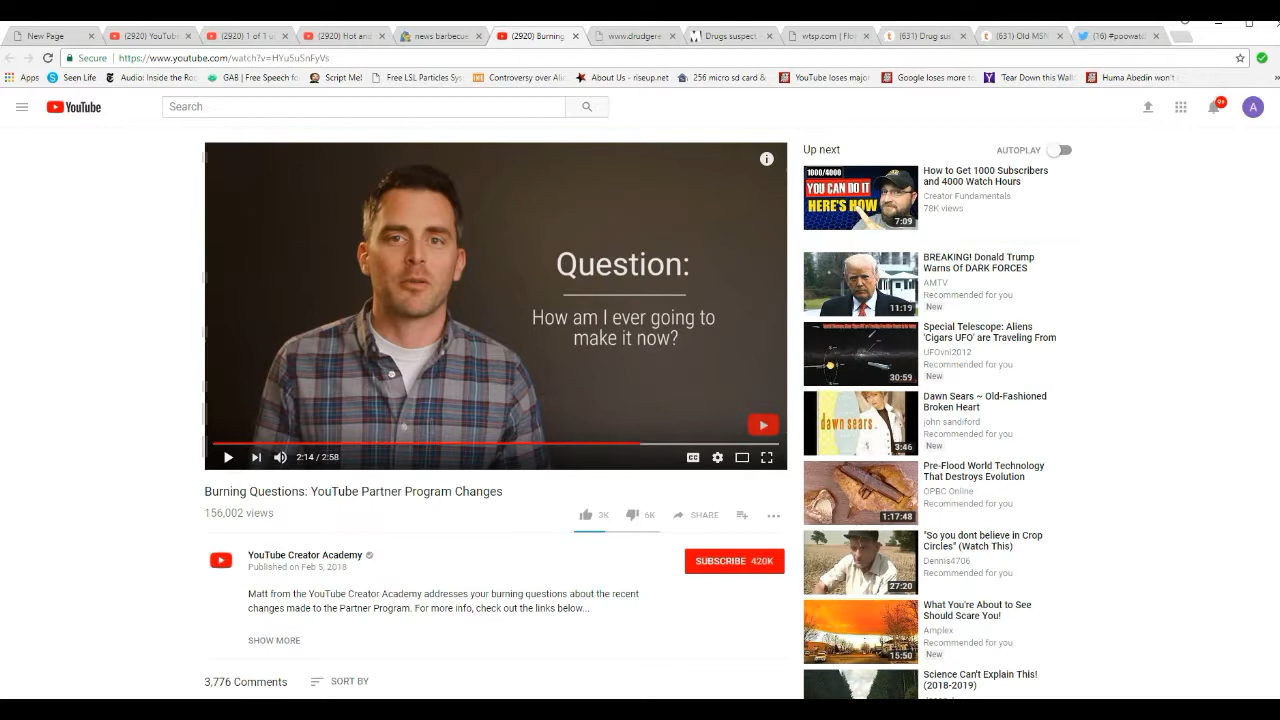 New Page
(2920) YouTu
(2920) 1 of 1 u
(2920) Hot and
news barbecue
(2920) Burning
www.drudgere
Drugs suspect
wtsp.com | Flo
(631) Drug sus
(631) Old MSN
(16) #popwatd
Secure
https://www.youtube.com/watch?v=HYu5uSnFyVs
Apps
Seen Life
Audio: Inside the Ro
GAB | Free Speech fo
Script Mel
Free LSL Particles Sy
Controversy over Ali
About Us - riseup.net
256 micro sd card &
YouTube loses major
Google loses more to
Tear Down this Wall
Huma Abedin won't
YouTube
Search
9+
A
Question:
How am I ever going to
make it now?
2:14 / 2:58
CC
Burning Questions: YouTube Partner Program Changes
156,002 views
3K
6K
SHARE
YouTube Creator Academy
Published on Feb 5, 2018
SUBSCRIBE 420K
Matt from the YouTube Creator Academy addresses your burning questions about the recent
changes made to the Partner Program. For more info, check out the links below...
SHOW MORE
3,776 Comments
SORT BY
Up next
AUTOPLAY
1000/4000
YOU CAN DO IT
HERE'S HOW
7:09
How to Get 1000 Subscribers
and 4000 Watch Hours
Creator Fundamentals
78K views
11:19
BREAKING! Donald Trump
Warns Of DARK FORCES
AMTV
Recommended for you
New
30:59
Special Telescope: Aliens
'Cigars UFO' are Traveling From
UFOvni2012
Recommended for you
New
dawn sears
3:46
Dawn Sears ~ Old-Fashioned
Broken Heart
john sandiford
Recommended for you
New
1:17:48
Pre-Flood World Technology
That Destroys Evolution
OPBC Online
Recommended for you
27:20
"So you dont believe in Crop
Circles" (Watch This)
Dennis4706
Recommended for you
15:50
What You're About to See
Should Scare You!
Amplex
Recommended for you
New
Science Can't Explain This!
(2018-2019)